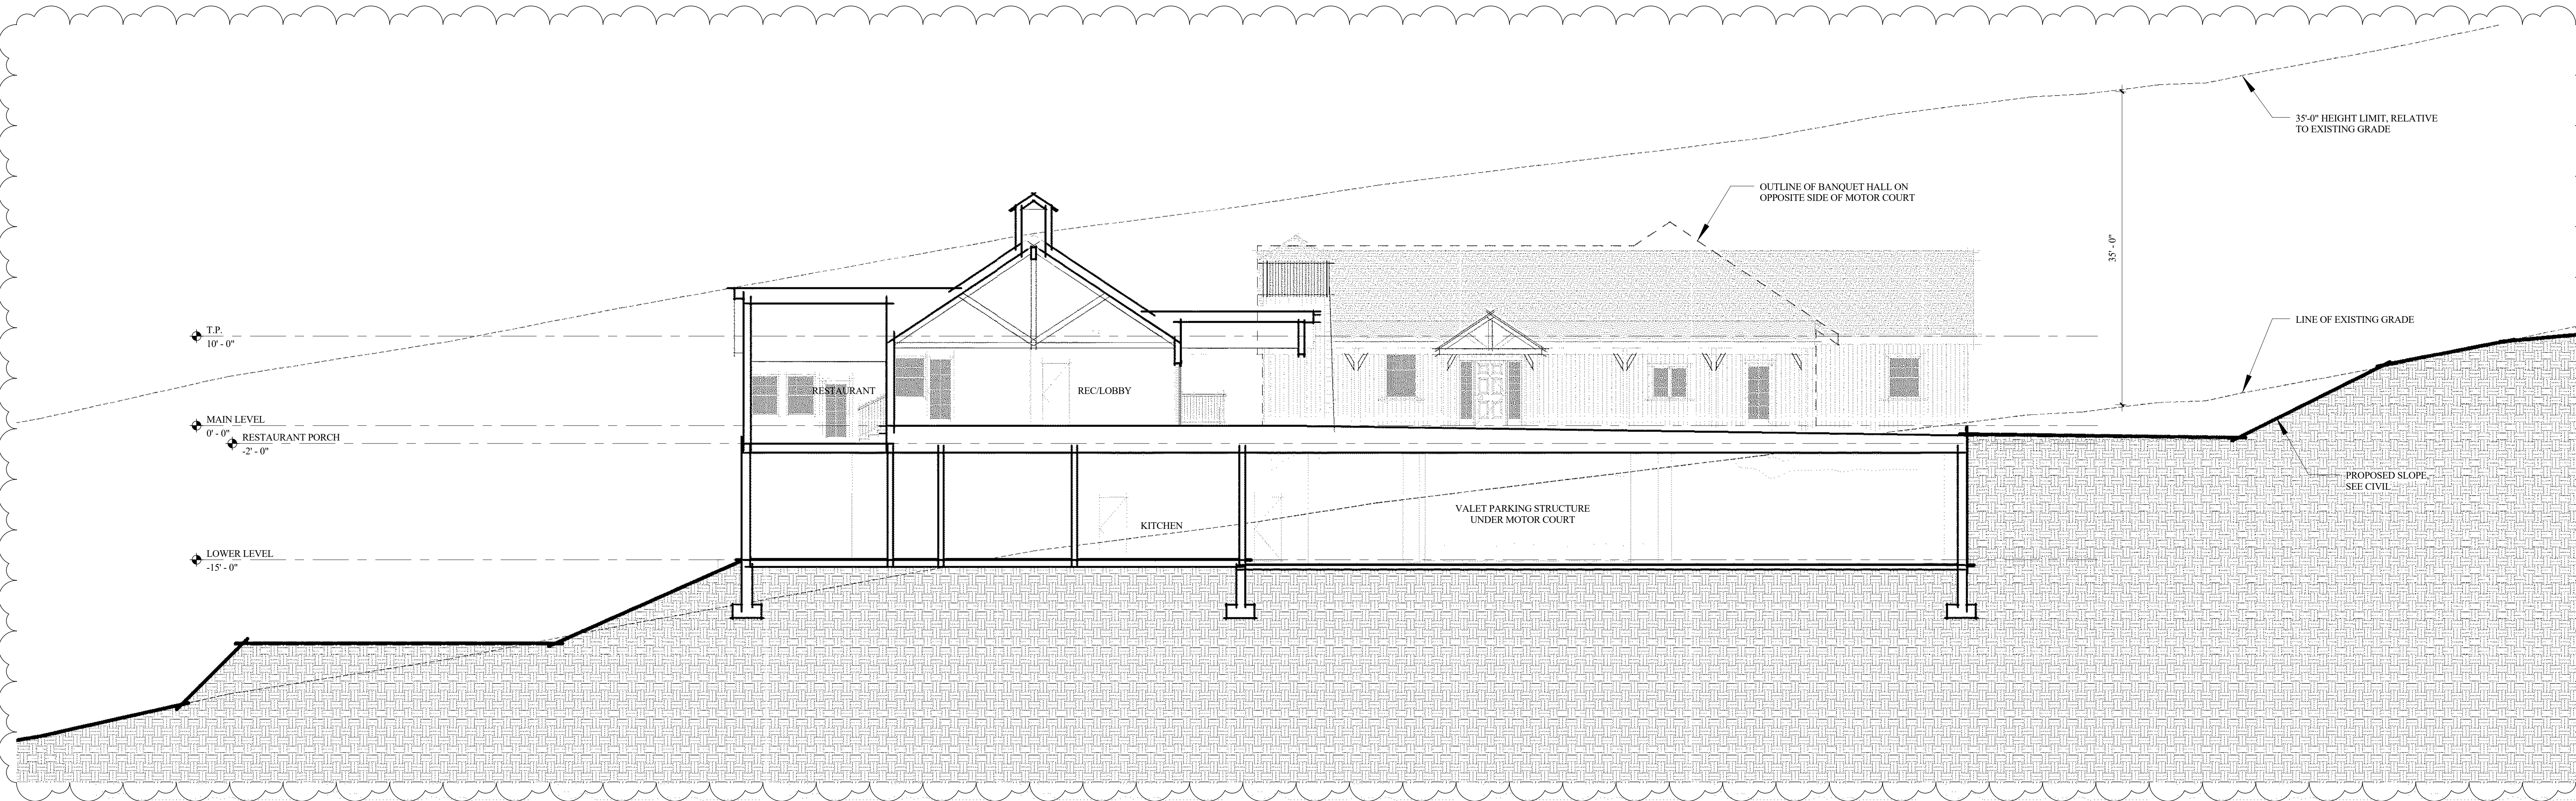 35'-0" HEIGHT LIMIT, RELATIVE
TO EXISTING GRADE
OUTLINE OF BANQUET HALL ON
OPPOSITE SIDE OF MOTOR COURT
35' - 0"
LINE OF EXISTING GRADE
T.P.
10' - 0"
RESTAURANT
REC/LOBBY
MAIN LEVEL
0' - 0"
RESTAURANT PORCH
-2' - 0"
PROPOSED SLOPE,
SEE CIVIL
KITCHEN
VALET PARKING STRUCTURE
UNDER MOTOR COURT
LOWER LEVEL
-15' - 0"